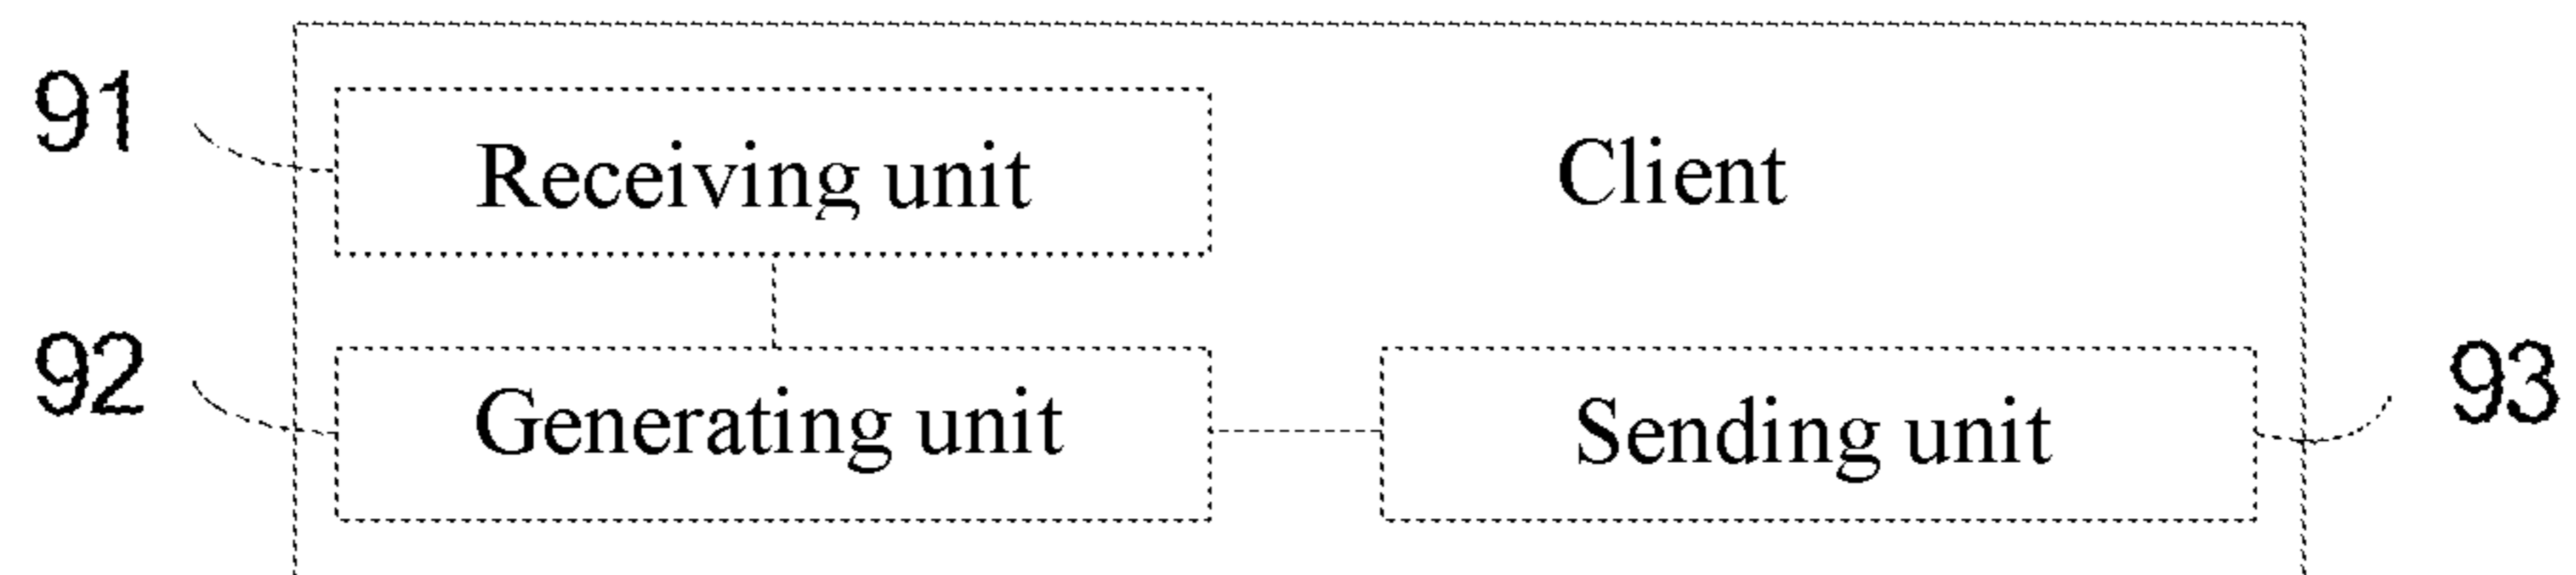 91
Receiving unit
Client
92
Generating unit
Sending unit
93